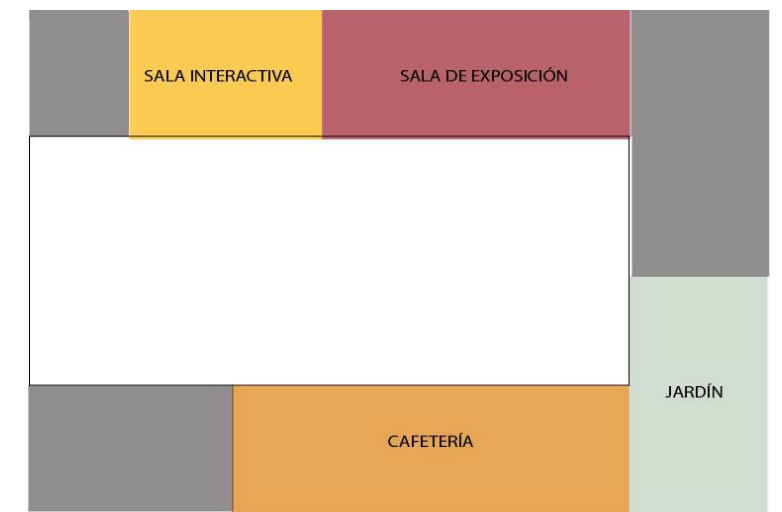 SALA INTERACTIVA
SALA DE EXPOSICIÓN
JARDÍN
CAFETERÍA